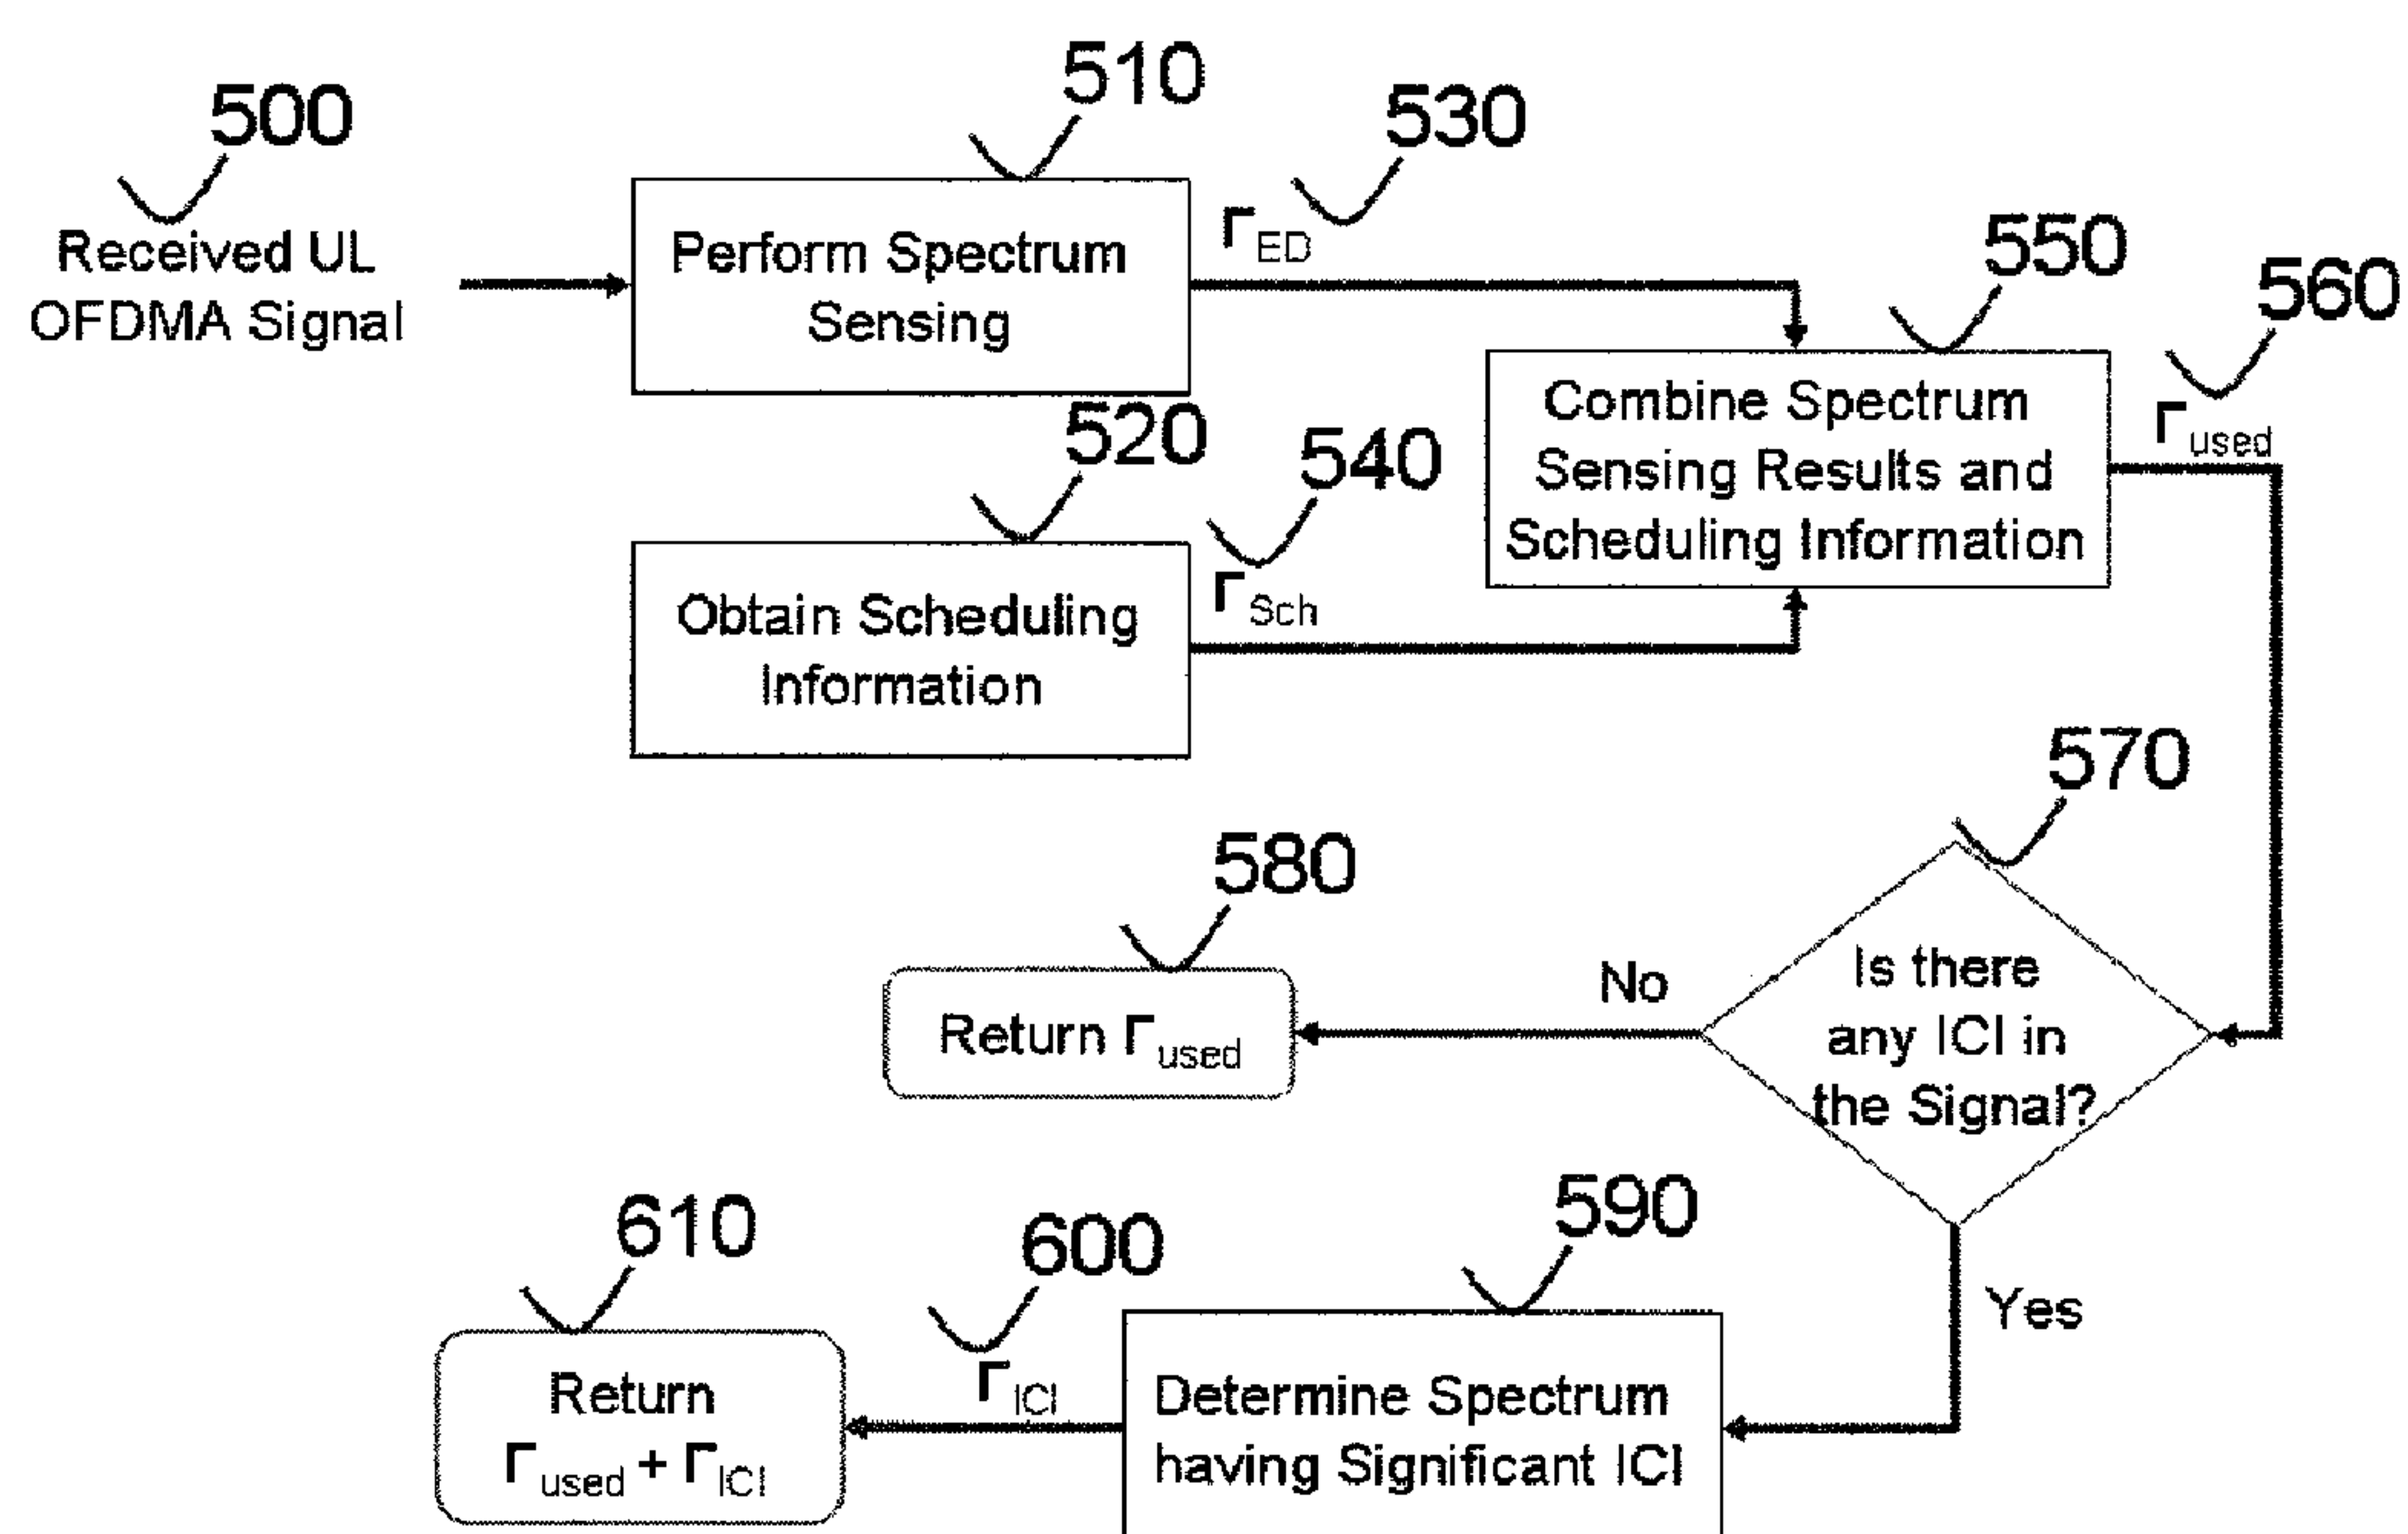 500
Received UL
OFDMA Signal
510
Perform Spectrum
Sensing
530
Γ_ED
520
Obtain Scheduling
Information
540
Γ_Sch
550
Combine Spectrum
Sensing Results and
Scheduling Information
560
Γ_used
570
Is there
any ICI in
the Signal?
No
580
Return Γ_used
Yes
590
Determine Spectrum
having Significant ICI
600
Γ_ICI
610
Return
Γ_used + Γ_ICI